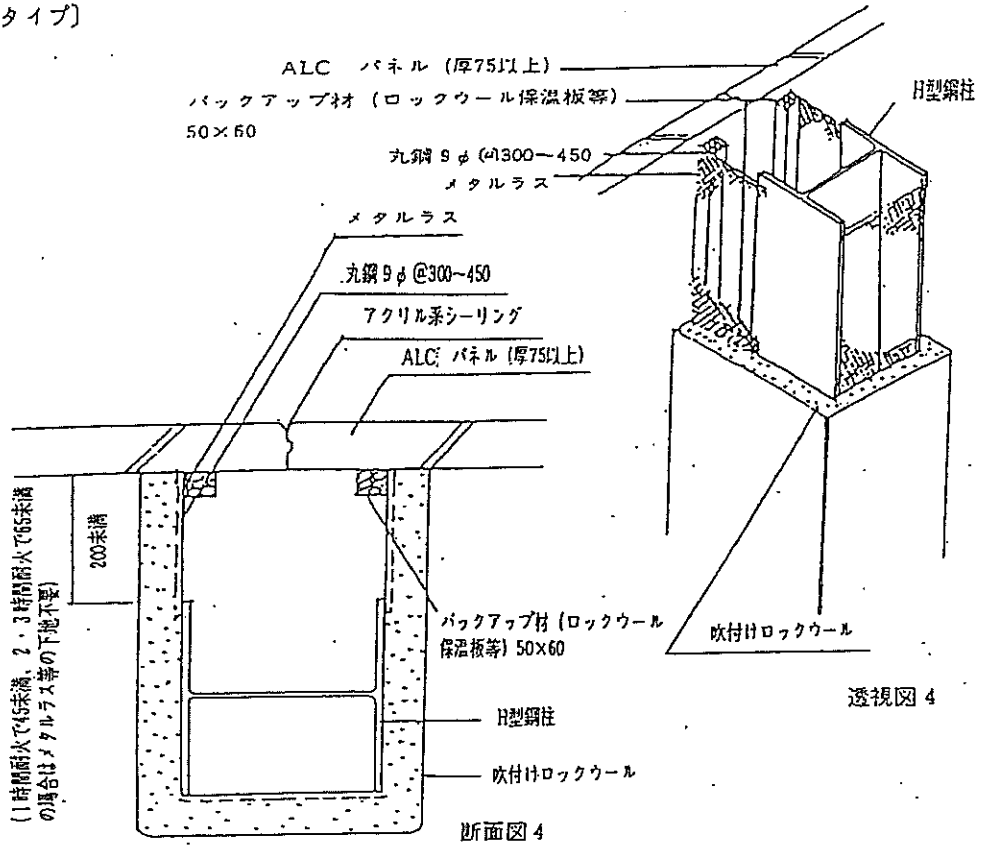 タイプ〕
ALC パネル (厚75以上)
バックアップ材 (ロックウール保温板等)
50×60
丸鋼 9 φ @300~450
メタルラス
H型鋼柱
メタルラス
丸鋼 9 φ @300~450
アクリル系シーリング
ALC パネル (厚75以上)
200未満
(1時間耐火で45未満、2・3時間耐火で65未満
の場合はメタルラス等の下地不要)
バックアップ材 (ロックウール
保温板等) 50×60
H型鋼柱
吹付けロックウール
断面図 4
吹付けロックウール
透視図 4